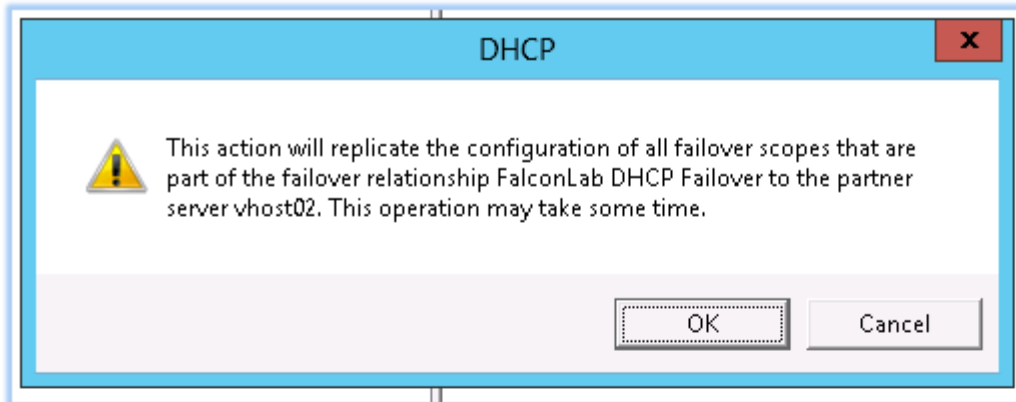 DHCP
x
This action will replicate the configuration of all failover scopes that are
part of the failover relationship FalconLab DHCP Failover to the partner
server vhost02. This operation may take some time.
OK
Cancel